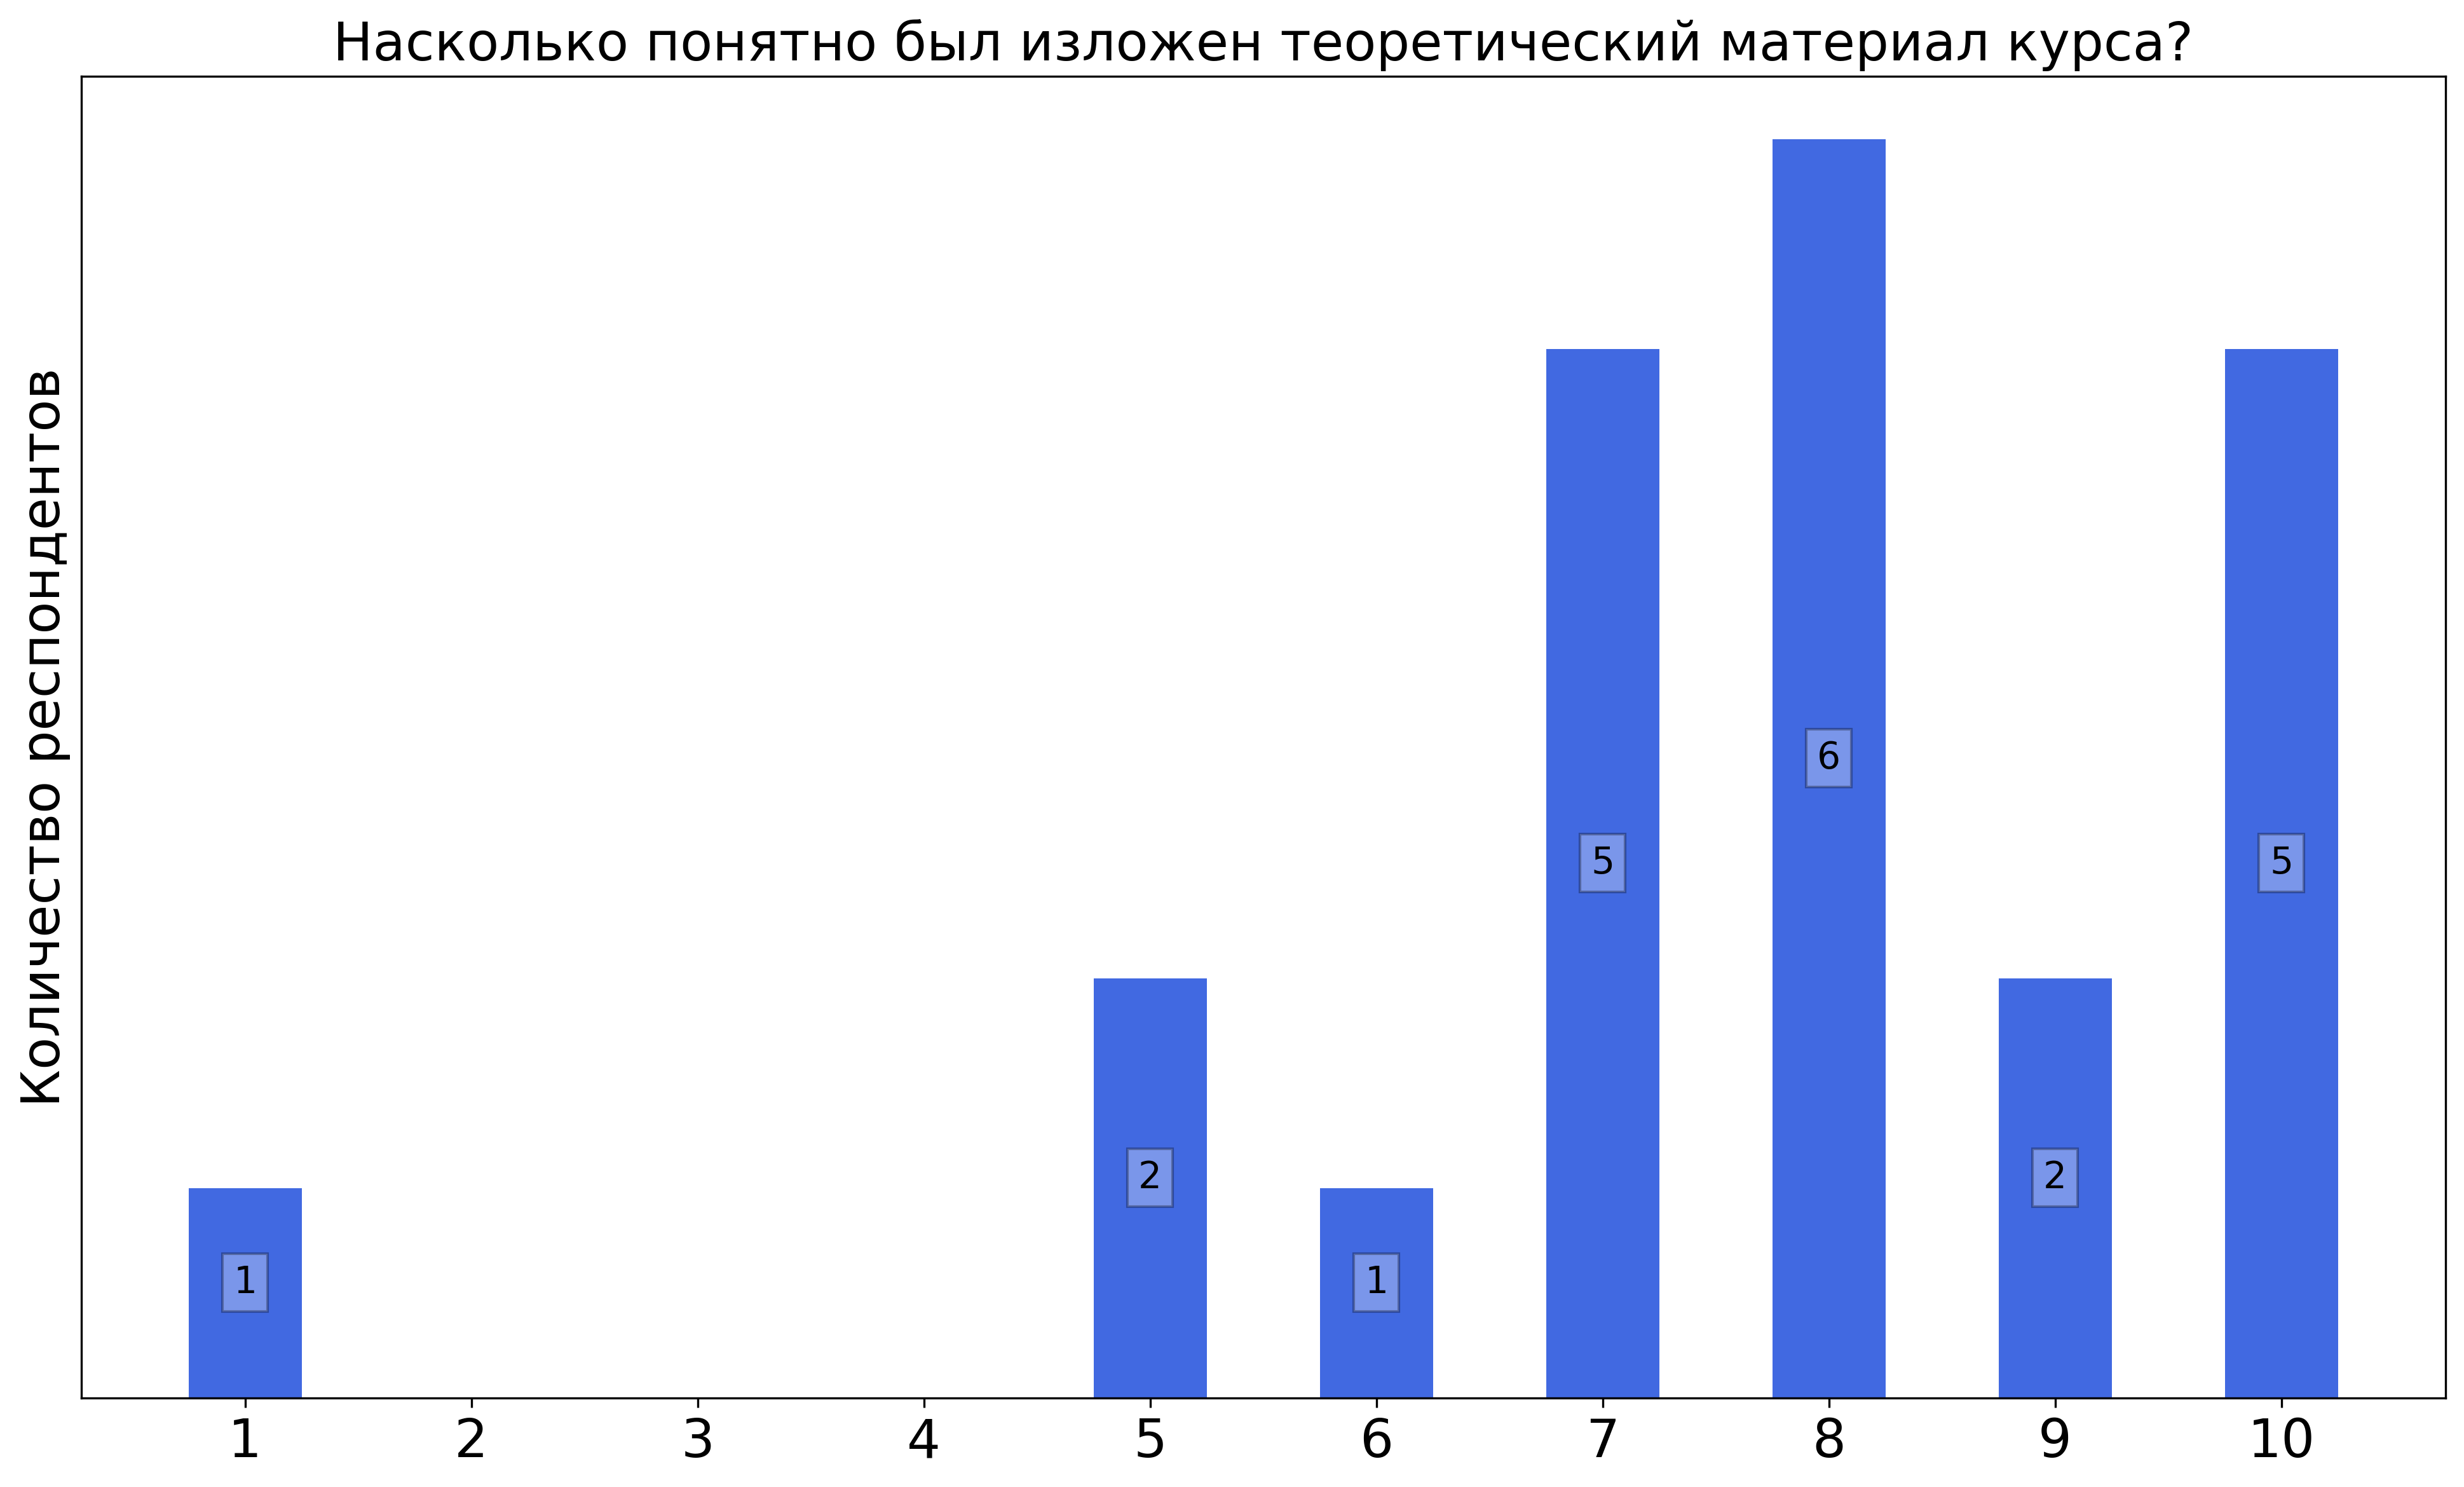 Насколько понятно был изложен теоретический материал курса?
Количество респондентов
6
5
5
2
2
1
1
1 2 3 4 5 6 7 8 9 10